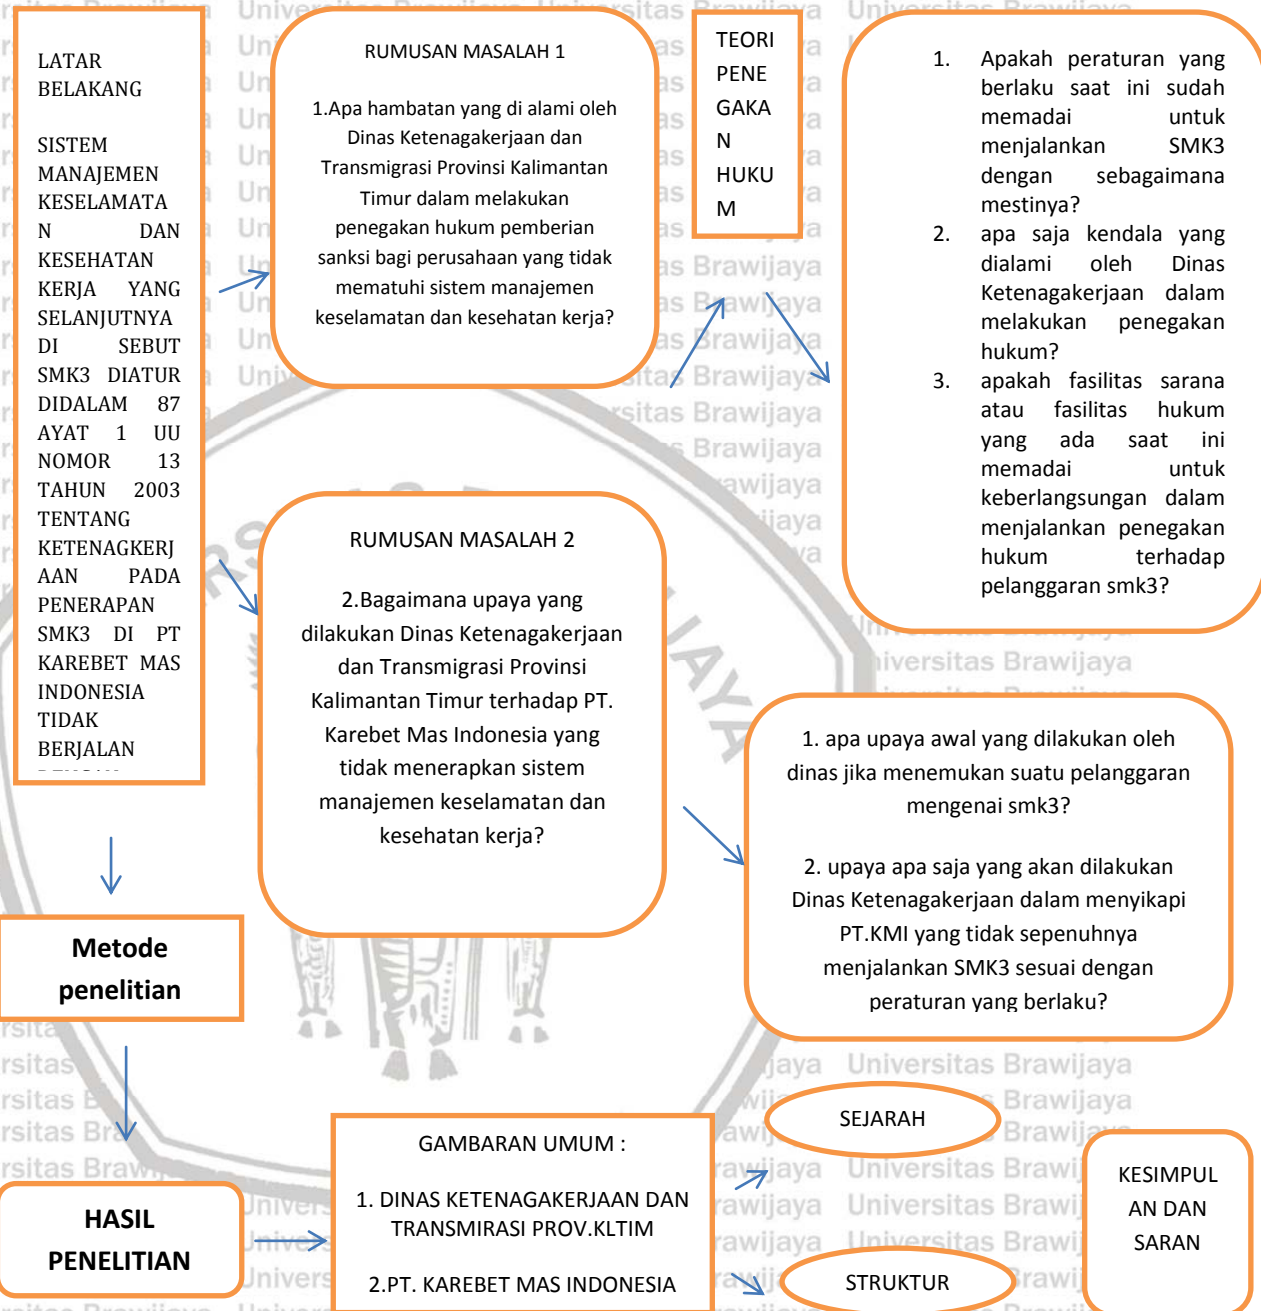 LATAR
BELAKANG
SISTEM
MANAJEMEN
KESELAMATA
N DAN
KESEHATAN
KERJA YANG
SELANJUTNYA
DI SEBUT
SMK3 DIATUR
DIDALAM 87
AYAT 1 UU
NOMOR 13
TAHUN 2003
TENTANG
KETENAGKERJ
AAN PADA
PENERAPAN
SMK3 DI PT
KAREBET MAS
INDONESIA
TIDAK
BERJALAN
RUMUSAN MASALAH 1
1.Apa hambatan yang di alami oleh
Dinas Ketenagakerjaan dan
Transmigrasi Provinsi Kalimantan
Timur dalam melakukan
penegakan hukum pemberian
sanksi bagi perusahaan yang tidak
mematuhi sistem manajemen
keselamatan dan kesehatan kerja?
TEORI
PENE
GAKA
N
HUKU
M
1. Apakah peraturan yang
berlaku saat ini sudah
memadai untuk
menjalankan SMK3
dengan sebagaimana
mestinya?
2. apa saja kendala yang
dialami oleh Dinas
Ketenagakerjaan dalam
melakukan penegakan
hukum?
3. apakah fasilitas sarana
atau fasilitas hukum
yang ada saat ini
memadai untuk
keberlangsungan dalam
menjalankan penegakan
hukum terhadap
pelanggaran smk3?
RUMUSAN MASALAH 2
2.Bagaimana upaya yang
dilakukan Dinas Ketenagakerjaan
dan Transmigrasi Provinsi
Kalimantan Timur terhadap PT.
Karebet Mas Indonesia yang
tidak menerapkan sistem
manajemen keselamatan dan
kesehatan kerja?
1. apa upaya awal yang dilakukan oleh
dinas jika menemukan suatu pelanggaran
mengenai smk3?
2. upaya apa saja yang akan dilakukan
Dinas Ketenagakerjaan dalam menyikapi
PT.KMI yang tidak sepenuhnya
menjalankan SMK3 sesuai dengan
peraturan yang berlaku?
Metode
penelitian
HASIL
PENELITIAN
GAMBARAN UMUM :
1. DINAS KETENAGAKERJAAN DAN
TRANSMIRASI PROV.KLTIM
2.PT. KAREBET MAS INDONESIA
SEJARAH
STRUKTUR
KESIMPUL
AN DAN
SARAN